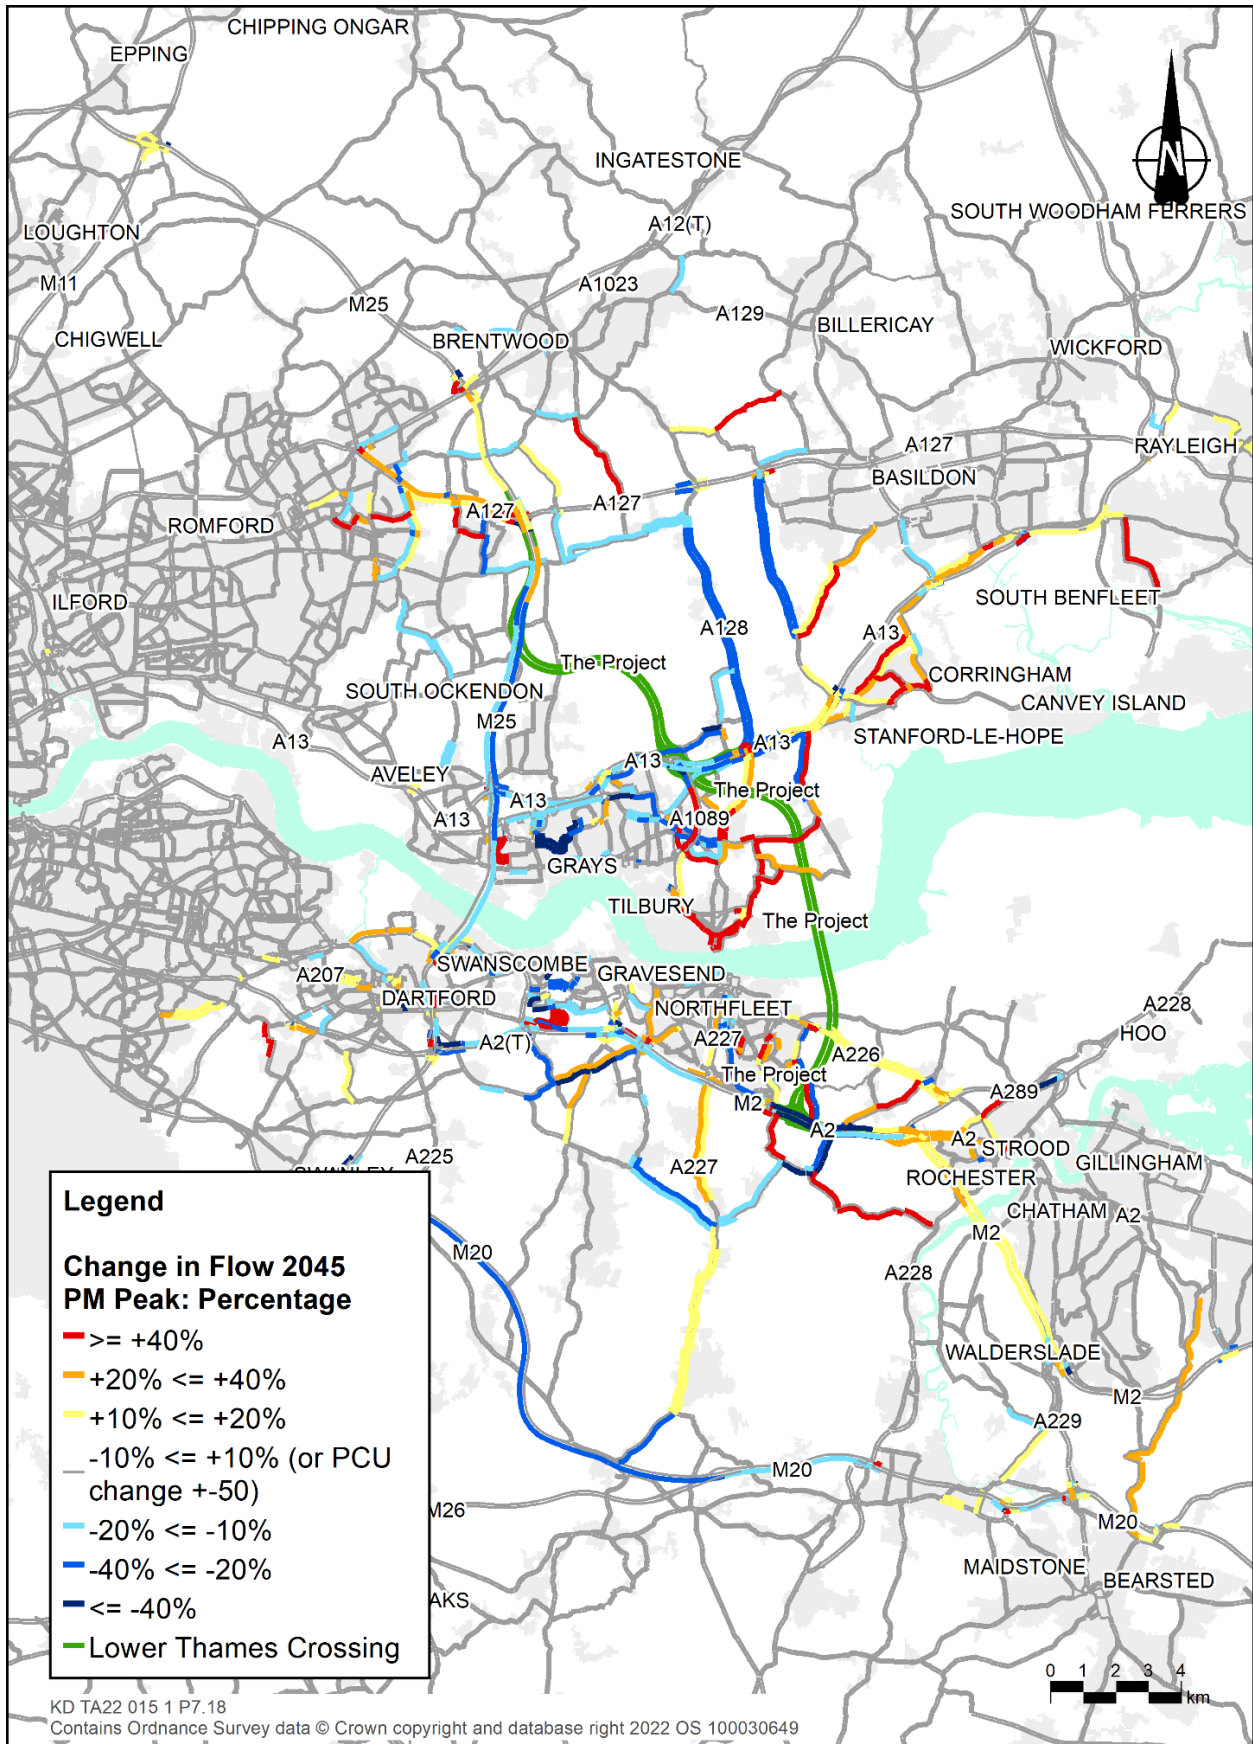 CHIPPING ONGAR
EPPING
N
INGATESTONE
SOUTH WOODHAM FERRERS
A12(T)
LOUGHTON
M11
A1023
M25
A129
BILLERICAY
CHIGWELL
BRENTWOOD
WICKFORD
A127
RAYLEIGH
BASILDON
A127
A127
ROMFORD
ILFORD
SOUTH BENFLEET
A128
A13
The Project
CORRINGHAM
SOUTH OCKENDON
CANVEY ISLAND
M25
STANFORD-LE-HOPE
A13
A13
A13
AVELEY
The Project
A13
A13
A1089
GRAYS
TILBURY
The Project
SWANSCOMBE
GRAVESEND
A207
DARTFORD
NORTHFLEET
A228
HOO
A2(T)
A227
A226
The Project
A289
M2
A2
A2
STROOD
A225
SWANLEY
A227
GILLINGHAM
ROCHESTER
CHATHAM
A2
M2
M20
A228
WALDERSLADE
M2
A229
M20
M26
M20
MAIDSTONE
BEARSTED
AKS
Legend
Change in Flow 2045
PM Peak: Percentage
>= +40%
+20% <= +40%
+10% <= +20%
-10% <= +10% (or PCU
change +-50)
-20% <= -10%
-40% <= -20%
<= -40%
Lower Thames Crossing
0 1 2 3 4
km
KD TA22 015 1 P7.18
Contains Ordnance Survey data © Crown copyright and database right 2022 OS 100030649